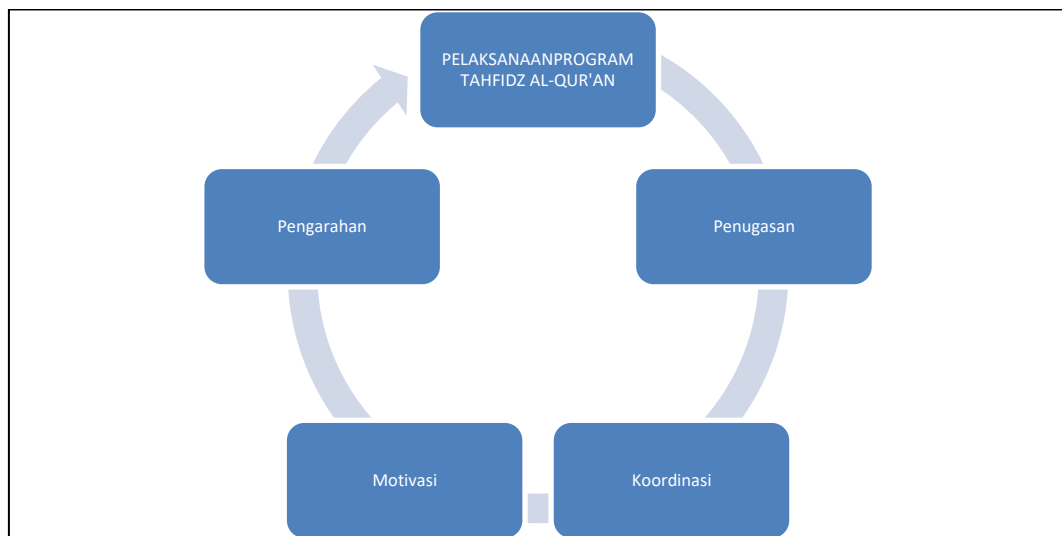 PELAKSANAANPROGRAM
TAHFIDZ AL-QUR'AN
Penugasan
Koordinasi
Motivasi
Pengarahan